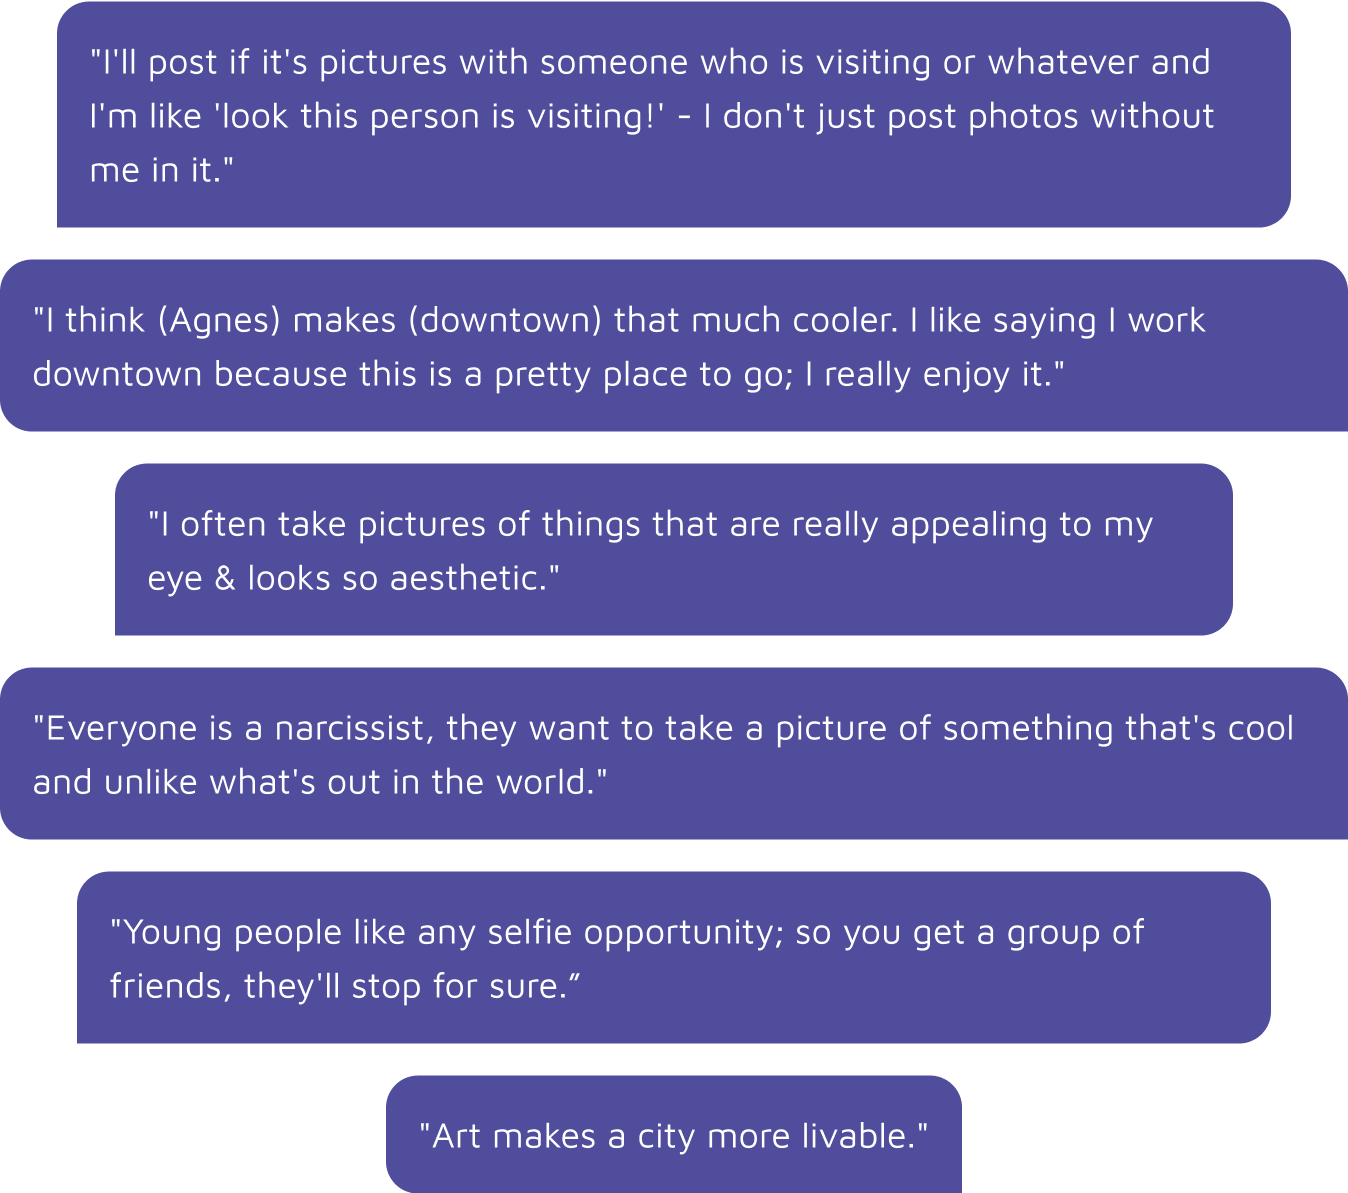 "I'll post if it's pictures with someone who is visiting or whatever and
I'm like 'look this person is visiting!' - I don't just post photos without
me in it."
"I think (Agnes) makes (downtown) that much cooler. I like saying I work
downtown because this is a pretty place to go; I really enjoy it."
"I often take pictures of things that are really appealing to my
eye & looks so aesthetic."
"Everyone is a narcissist, they want to take a picture of something that's cool
and unlike what's out in the world."
"Young people like any selfie opportunity; so you get a group of
friends, they'll stop for sure.”
"Art makes a city more livable."